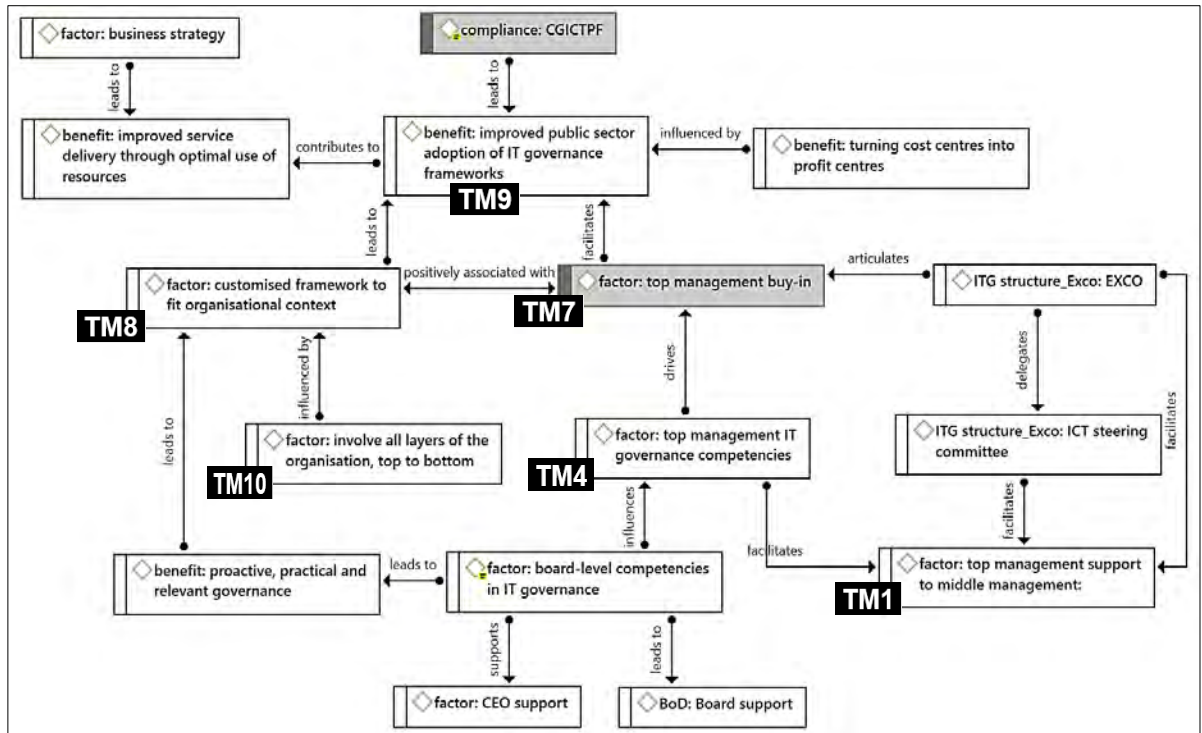 factor: business strategy
compliance: CGICTPF
leads to
leads to
benefit: improved service
delivery through optimal use of
resources
contributes to
benefit: improved public sector
adoption of IT governance
frameworks
influenced by
benefit: turning cost centres into
profit centres
TM9
leads to
facilitates
factor: customised framework to
fit organisational context
TM8
positively associated with
factor: top management buy-in
TM7
articulates
ITG structure_Exco: EXCO
leads to
influenced by
drives
delegates
facilitates
factor: involve all layers of the
organisation, top to bottom
TM10
factor: top management IT
governance competencies
TM4
ITG structure_Exco: ICT steering
committee
influences
facilitates
facilitates
benefit: proactive, practical and
relevant governance
leads to
factor: board-level competencies
in IT governance
factor: top management support
to middle management:
TM1
supports
leads to
factor: CEO support
BoD: Board support